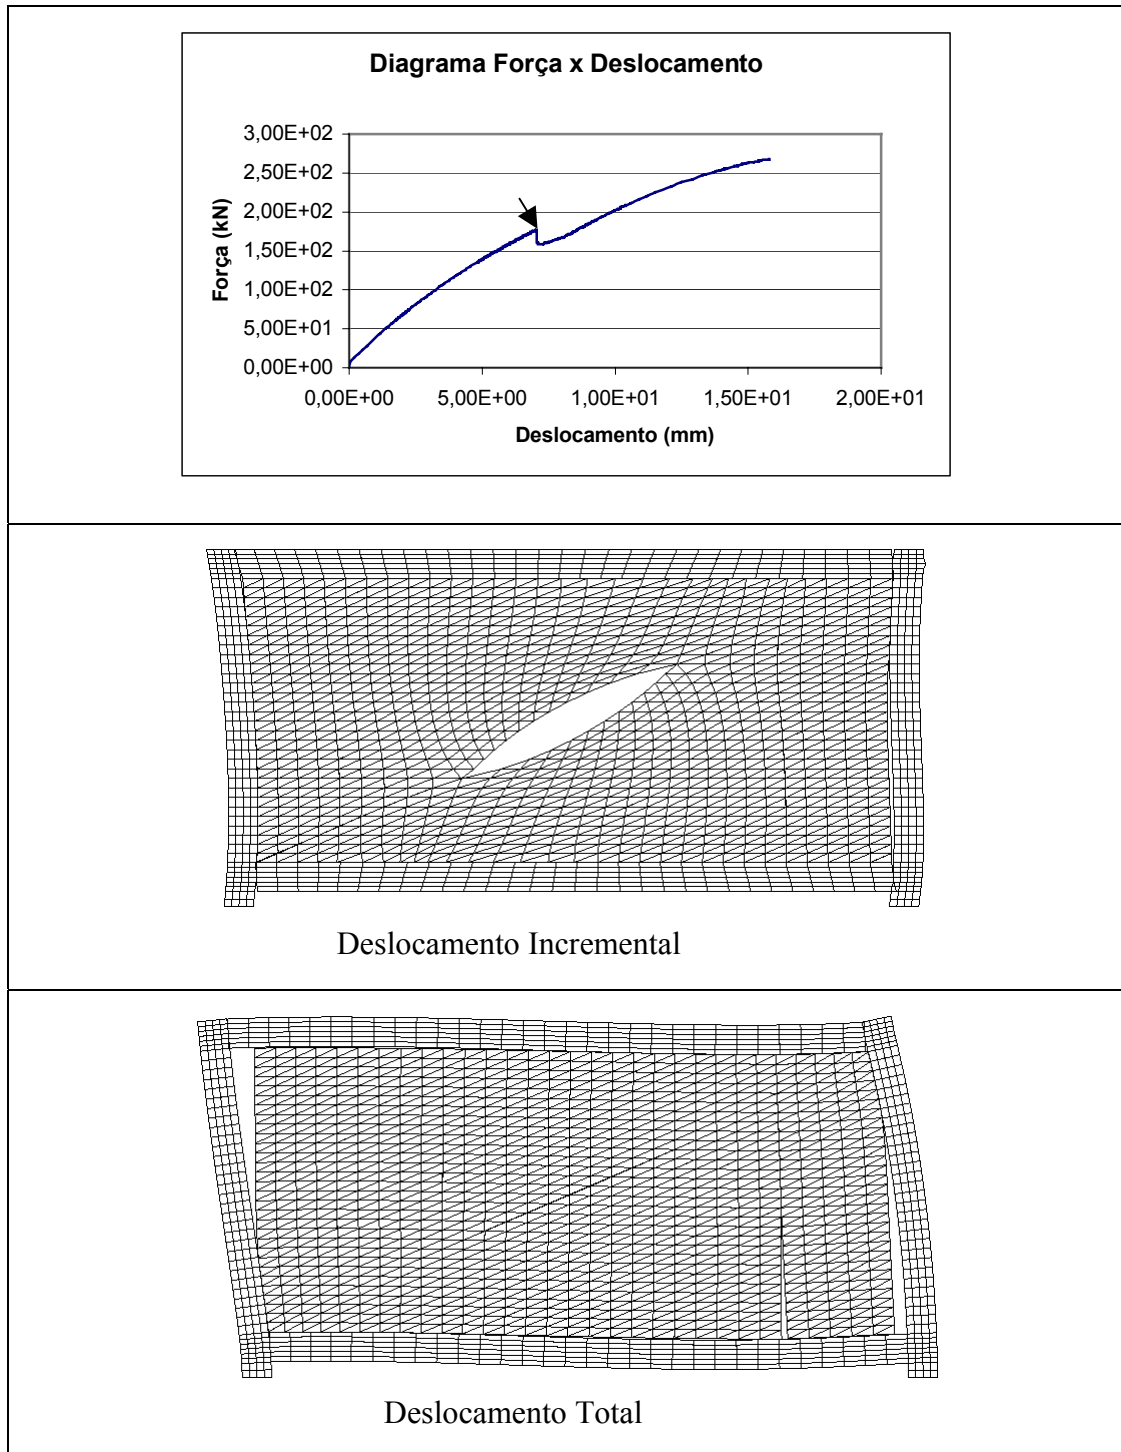 Diagrama Força x Deslocamento
Força (kN)
3,00E+02
2,50E+02
2,00E+02
1,50E+02
1,00E+02
5,00E+01
0,00E+00
0,00E+00 5,00E+00 1,00E+01 1,50E+01 2,00E+01
Deslocamento (mm)
Deslocamento Incremental
Deslocamento Total